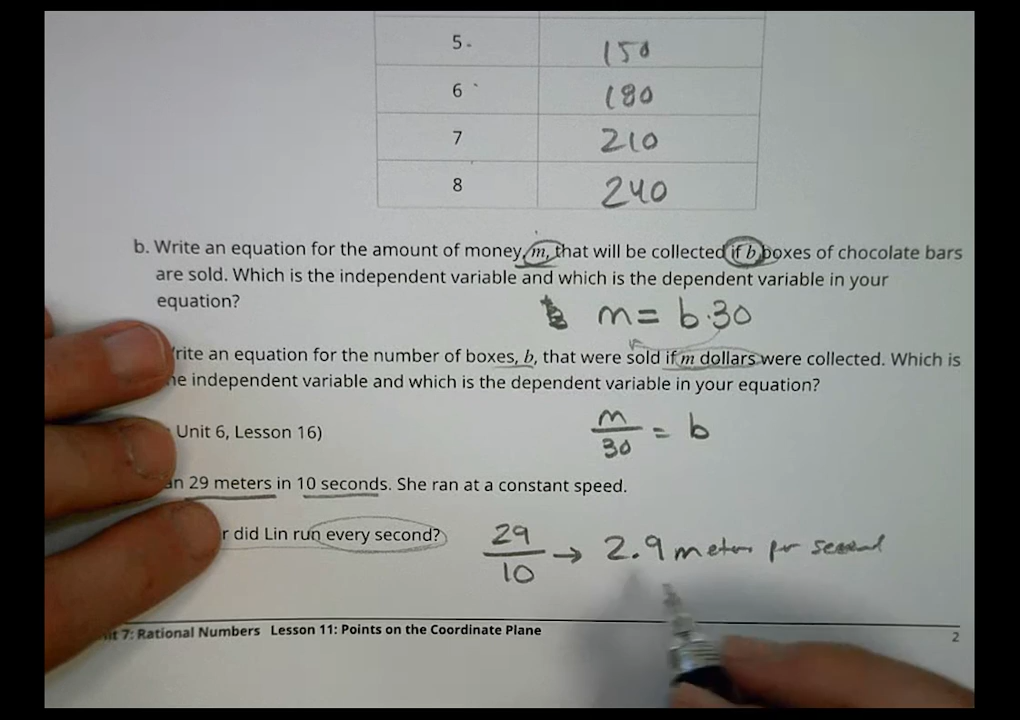 5 150
6 180
7 210
8 240
b. Write an equation for the amount of money, m, that will be collected if b boxes of chocolate bars
are sold. Which is the independent variable and which is the dependent variable in your
equation?
m = b·30
rite an equation for the number of boxes, b, that were sold if m dollars were collected. Which is
he independent variable and which is the dependent variable in your equation?
m/30 = b
Unit 6, Lesson 16)
an 29 meters in 10 seconds. She ran at a constant speed.
r did Lin run every second?
29/10 → 2.9 meters per second
it 7: Rational Numbers Lesson 11: Points on the Coordinate Plane 2